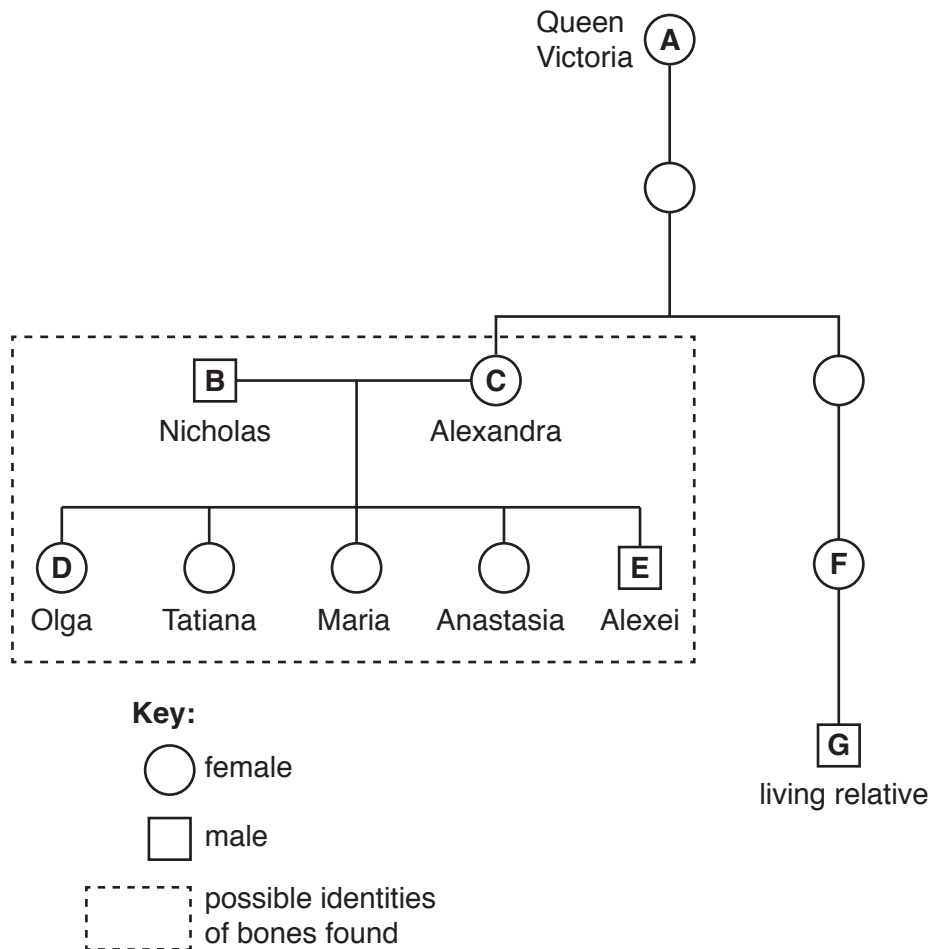 Queen
Victoria
A
B
C
Nicholas
Alexandra
D
E
F
Olga
Tatiana
Maria
Anastasia
Alexei
Key:
female
G
living relative
male
possible identities
of bones found